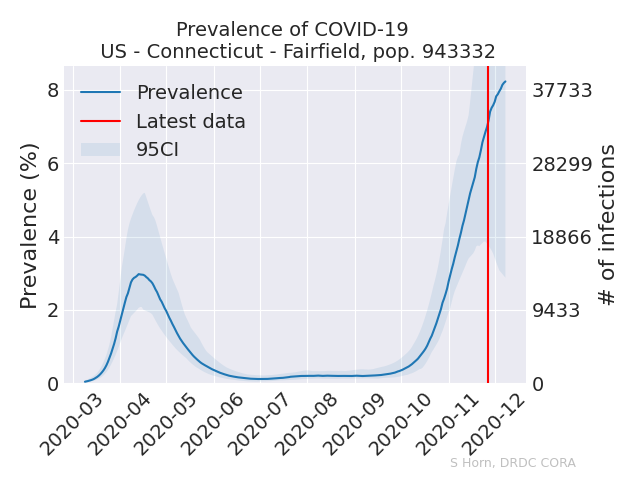 Prevalence of COVID-19
US - Connecticut - Fairfield, pop. 943332
Prevalence
Latest data
95CI
Prevalence (%)
8
6
4
2
0
37733
28299
18866
9433
0
# of infections
2020-03
2020-04
2020-05
2020-06
2020-07
2020-08
2020-09
2020-10
2020-11
2020-12
S Horn, DRDC CORA